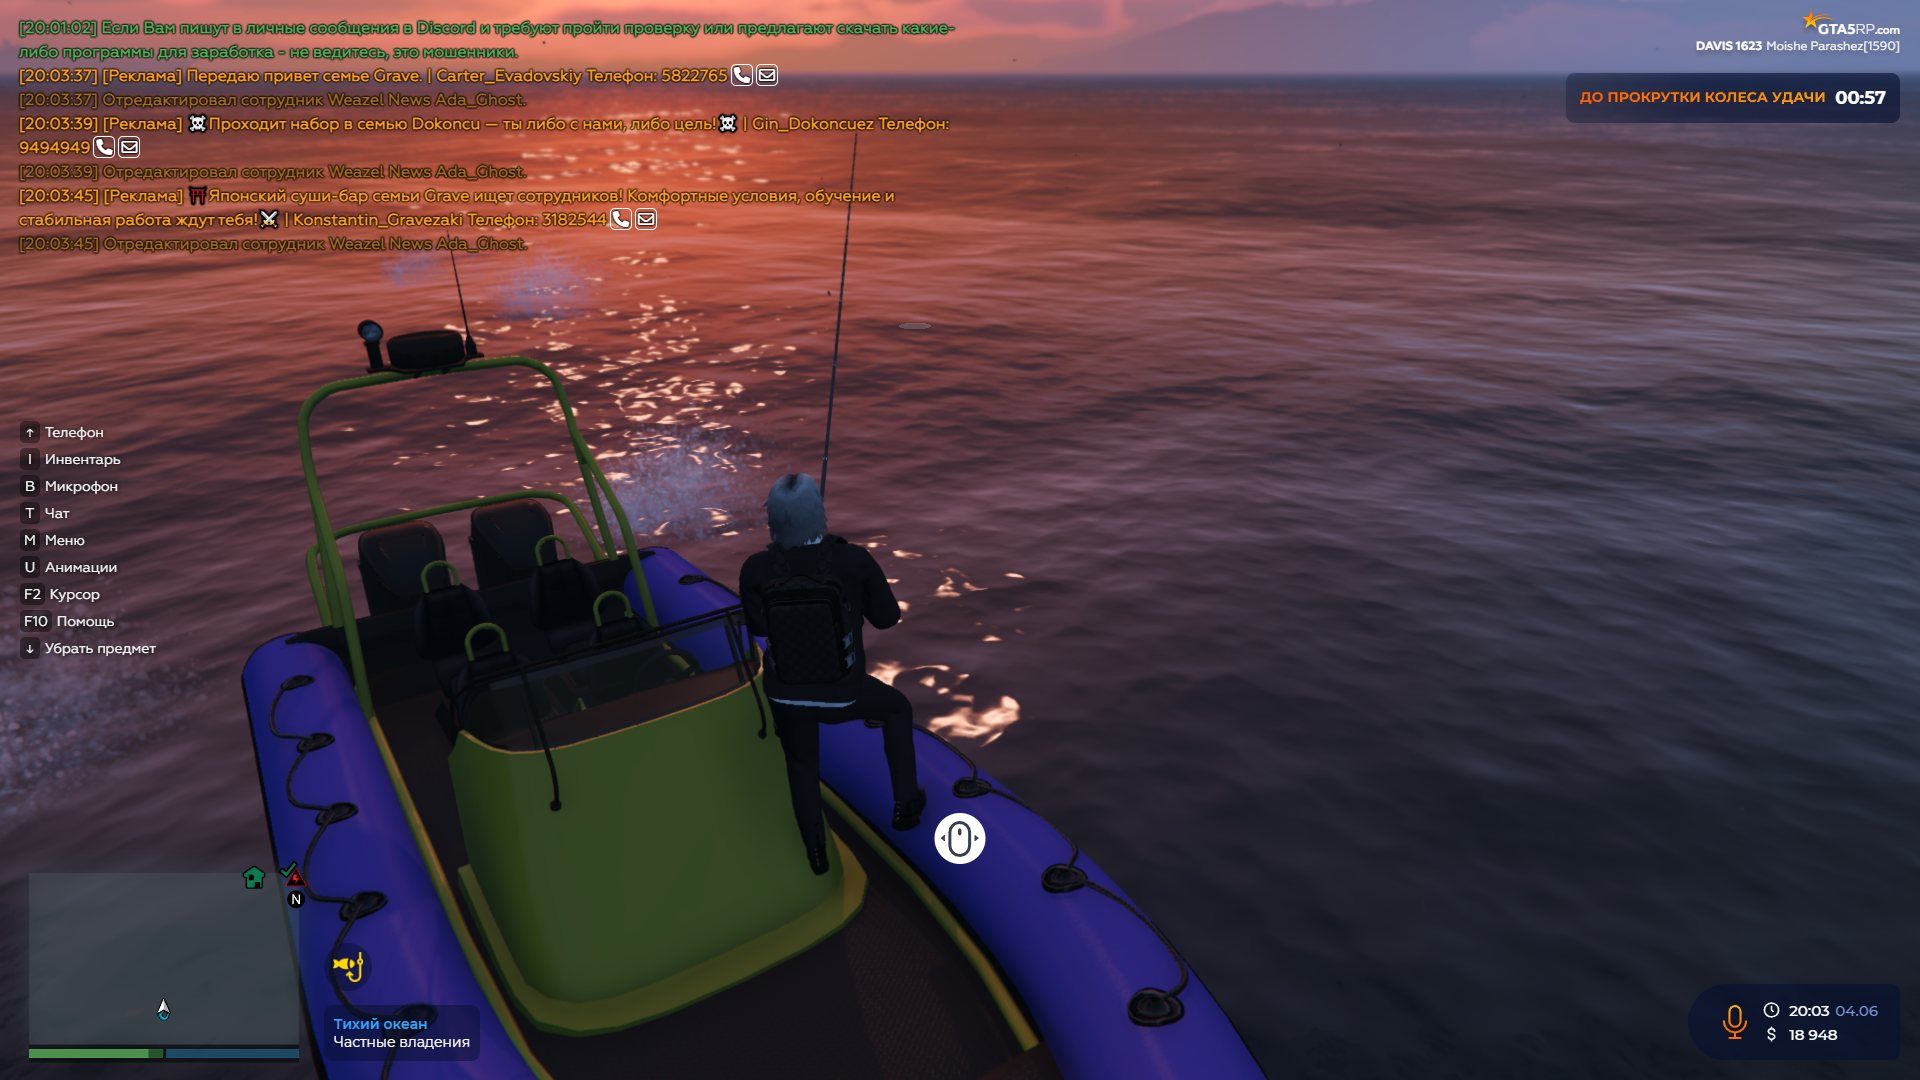 [20:01:02] Если Вам пишут в личные сообщения в Discord и требуют пройти проверку или предлагают скачать какие-
либо программы для заработка - не ведитесь, это мошенники.
[20:03:37] [Реклама] Передаю привет семье Grave. | Carter_Evadovskiy Телефон: 5822765
[20:03:37] Отредактировал сотрудник Weazel News Ada_Ghost.
[20:03:39] [Реклама] Проходит набор в семью Dokoncu — ты либо с нами, либо цель! | Gin_Dokoncuez Телефон:
9494949
[20:03:39] Отредактировал сотрудник Weazel News Ada_Ghost.
[20:03:45] [Реклама] Японский суши-бар семьи Grave ищет сотрудников! Комфортные условия, обучение и
стабильная работа ждут тебя! | Konstantin_Gravezaki Телефон: 3182544
[20:03:45] Отредактировал сотрудник Weazel News Ada_Ghost.
GTA5RP.com
DAVIS 1623 Moishe Parashez[1590]
ДО ПРОКРУТКИ КОЛЕСА УДАЧИ 00:57
↑ Телефон
I Инвентарь
B Микрофон
T Чат
M Меню
U Анимации
F2 Курсор
F10 Помощь
↓ Убрать предмет
N
Тихий океан
Частные владения
20:03 04.06
$ 18 948